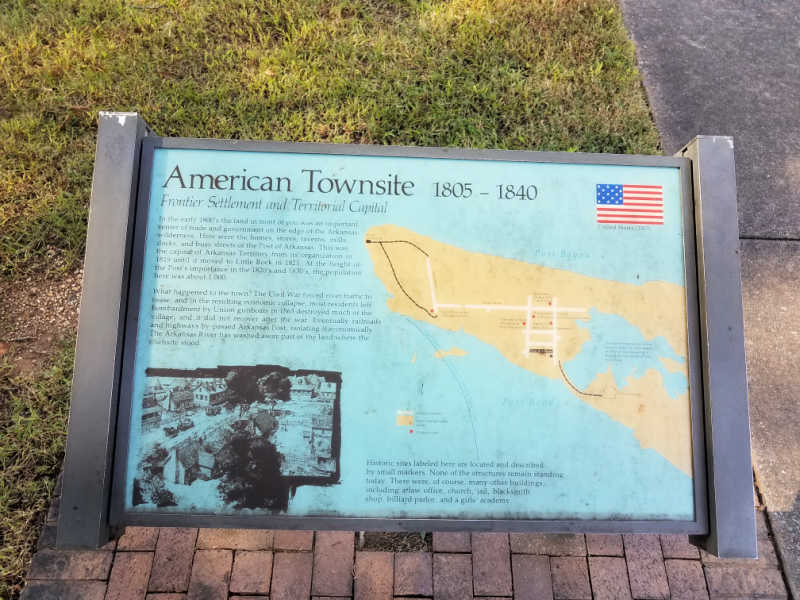 American Townsite 1805 – 1840
Frontier Settlement and Territorial Capital
In the early 1800's the land in front of you was an important
center of trade and government on the edge of the Arkansas
wilderness. Here were the homes, stores, taverns, mills,
docks, and busy streets of the Post of Arkansas. This was
the capital of Arkansas Territory from its organization in
1819 until it moved to Little Rock in 1821. At the height of
the Post's importance in the 1820's and 1830's, the population
here was about 1,000.
What happened to the town? The Civil War forced river traffic to
cease, and in the resulting economic collapse, most residents left.
Bombardment by Union gunboats in 1863 destroyed much of the
village, and it did not recover after the war. Eventually railroads
and highways by-passed Arkansas Post, isolating it economically.
The Arkansas River has washed away part of the land where the
townsite stood.
United States
Post Bayou
Post Bend
Historic sites labeled here are located and described
by small markers. None of the structures remain standing
today. There were, of course, many other buildings,
including a law office, church, jail, blacksmith
shop, billiard parlor, and a girls' academy.